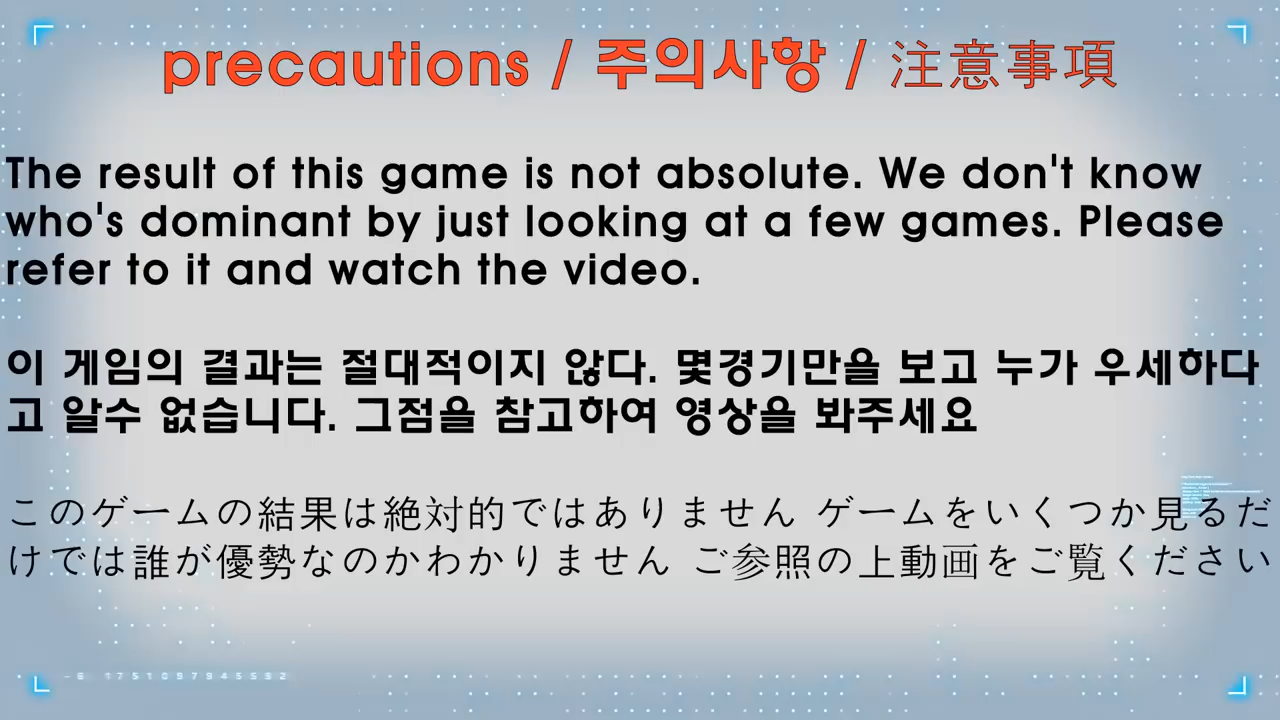 precautions / 주의사항 / 注意事項
The result of this game is not absolute. We don't know
who's dominant by just looking at a few games. Please
refer to it and watch the video.
이 게임의 결과는 절대적이지 않다. 몇경기만을 보고 누가 우세하다
고 알수 없습니다. 그점을 참고하여 영상을 봐주세요
このゲームの結果は絶対的ではありません ゲームをいくつか見るだ
けでは誰が優勢なのかわかりません ご参照の上動画をご覧ください